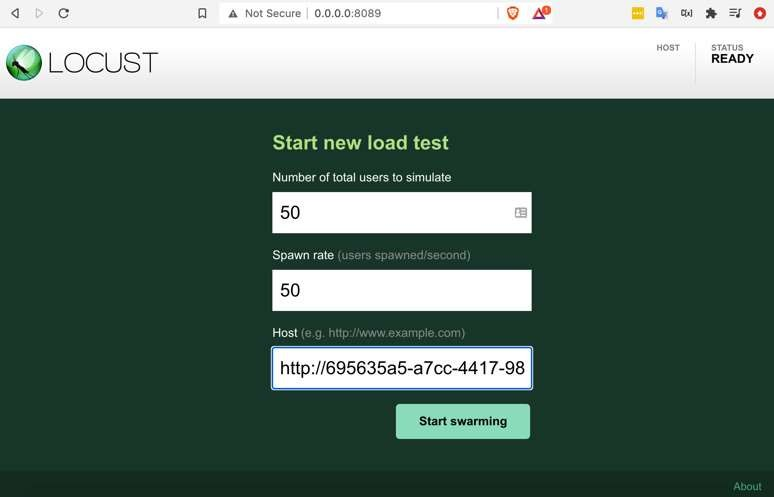 Not Secure 0.0.0.0:8089
LOCUST
HOST
STATUS
READY
Start new load test
Number of total users to simulate
50
Spawn rate (users spawned/second)
50
Host (e.g. http://www.example.com)
http://695635a5-a7cc-4417-98
Start swarming
About